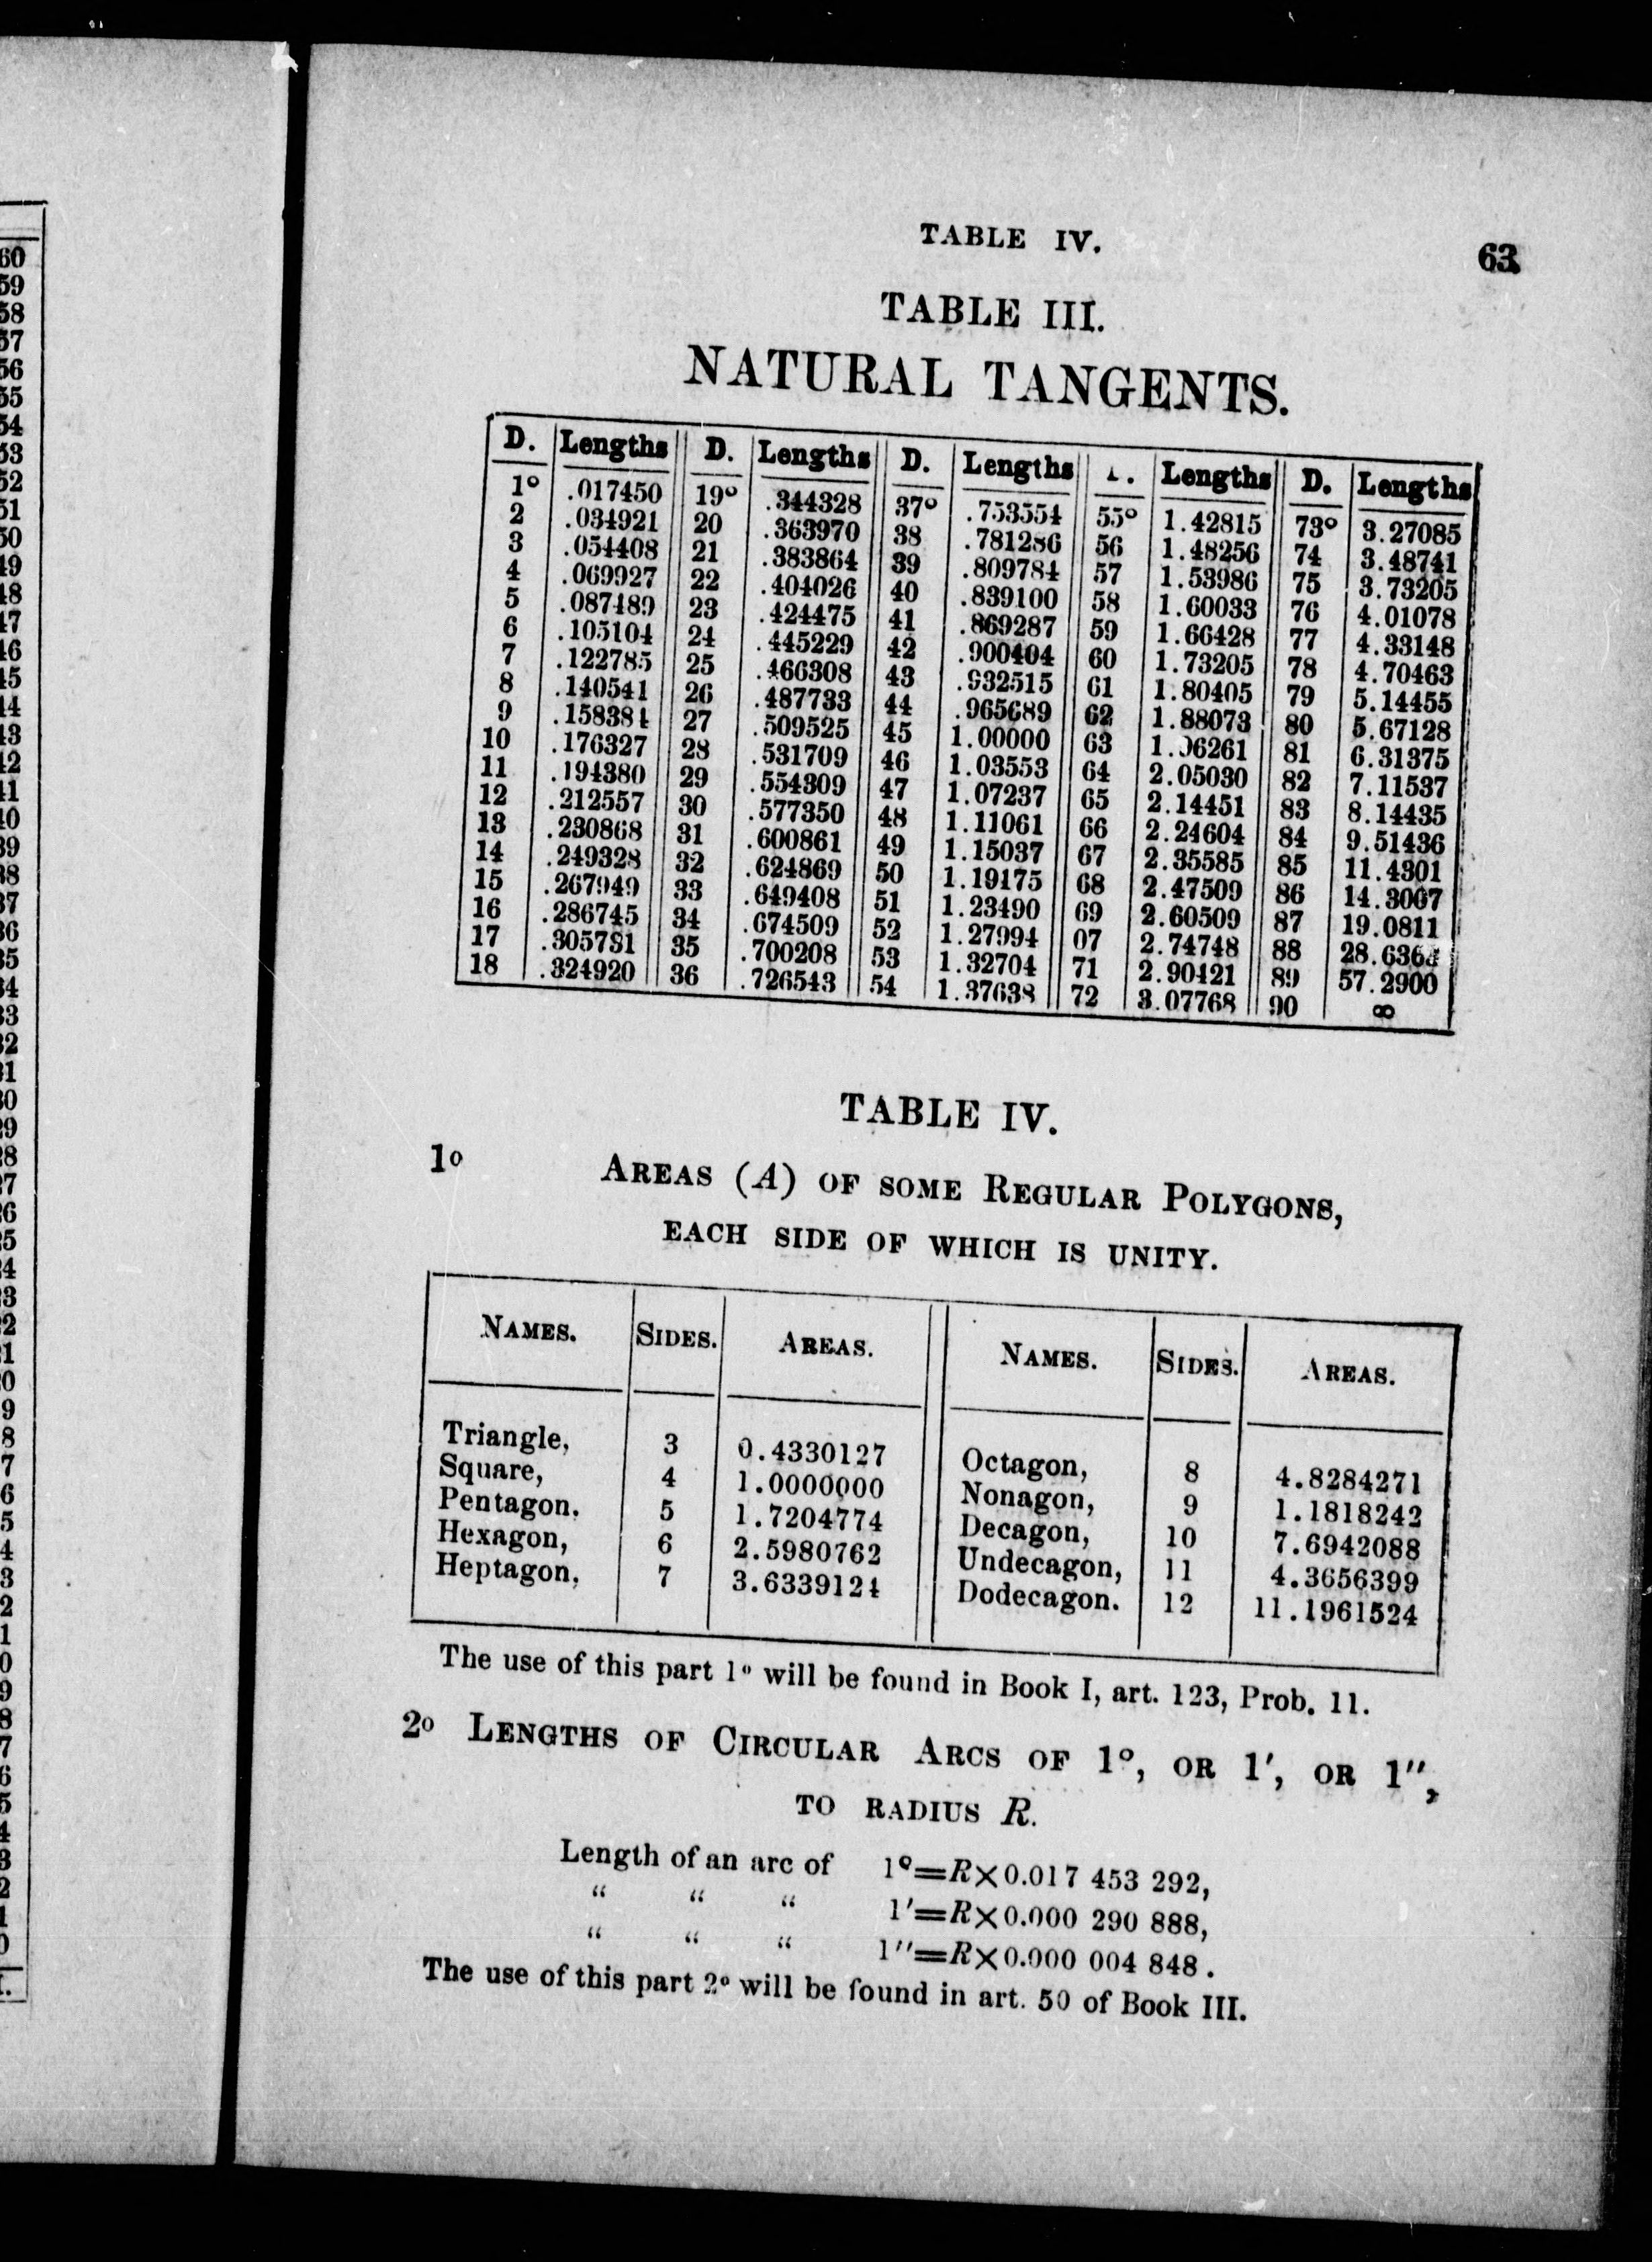 TABLE IV.
63
TABLE III.
NATURAL TANGENTS.
D. Lengths D. Lengths D. Lengths . Lengths D. Lengths
1° .017450 19° .344328 37° .753554 55° 1.42815 73° 3.27085
2 .034921 20 .363970 38 .781286 56 1.48256 74 3.48741
3 .054408 21 .383864 39 .809784 57 1.53986 75 3.73205
4 .069927 22 .404026 40 .839100 58 1.60033 76 4.01078
5 .087489 23 .424475 41 .869287 59 1.66428 77 4.33148
6 .105104 24 .445229 42 .900404 60 1.73205 78 4.70463
7 .122785 25 .466308 43 .932515 61 1.80405 79 5.14455
8 .140541 26 .487733 44 .965689 62 1.88073 80 5.67128
9 .158384 27 .509525 45 1.00000 63 1.96261 81 6.31375
10 .176327 28 .531709 46 1.03553 64 2.05030 82 7.11537
11 .194380 29 .554309 47 1.07237 65 2.14451 83 8.14435
12 .212557 30 .577350 48 1.11061 66 2.24604 84 9.51436
13 .230868 31 .600861 49 1.15037 67 2.35585 85 11.4301
14 .249328 32 .624869 50 1.19175 68 2.47509 86 14.3007
15 .267949 33 .649408 51 1.23490 69 2.60509 87 19.0811
16 .286745 34 .674509 52 1.27994 07 2.74748 88 28.6363
17 .305731 35 .700208 53 1.32704 71 2.90421 89 57.2900
18 .324920 36 .726543 54 1.37638 72 3.07768 90 ∞
TABLE IV.
1° AREAS (A) OF SOME REGULAR POLYGONS,
EACH SIDE OF WHICH IS UNITY.
NAMES. SIDES. AREAS. NAMES. SIDES. AREAS.
Triangle, 3 0.4330127 Octagon, 8 4.8284271
Square, 4 1.0000000 Nonagon, 9 1.1818242
Pentagon, 5 1.7204774 Decagon, 10 7.6942088
Hexagon, 6 2.5980762 Undecagon, 11 4.3656399
Heptagon, 7 3.6339124 Dodecagon. 12 11.1961524
The use of this part 1° will be found in Book I, art. 123, Prob. 11.
2° LENGTHS OF CIRCULAR ARCS OF 1°, OR 1′, OR 1″,
TO RADIUS R.
Length of an arc of 1°=R×0.017 453 292,
“ “ “ 1′=R×0.000 290 888,
“ “ “ 1″=R×0.000 004 848.
The use of this part 2° will be found in art. 50 of Book III.